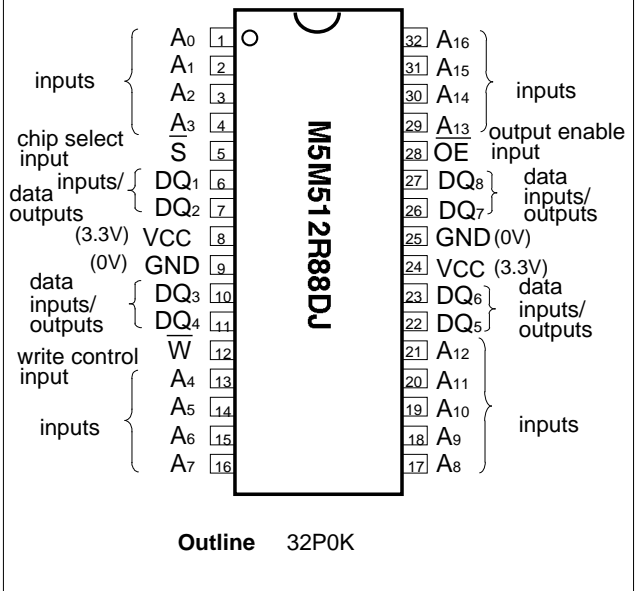 A0 1 32 A16
A1 2 31 A15
inputs A2 3 30 A14 inputs
A3 4 29 A13
chip select input S̅ 5 28 O̅E̅ output enable input
DQ1 6 27 DQ8
inputs/ data outputs DQ2 7 26 DQ7 data inputs/ outputs
(3.3V) VCC 8 25 GND (0V)
(0V) GND 9 24 VCC (3.3V)
data inputs/ outputs DQ3 10 23 DQ6 data inputs/ outputs
DQ4 11 22 DQ5
write control input W̅ 12 21 A12
A4 13 20 A11
inputs A5 14 19 A10 inputs
A6 15 18 A9
A7 16 17 A8
M5M512R88DJ
Outline 32P0K